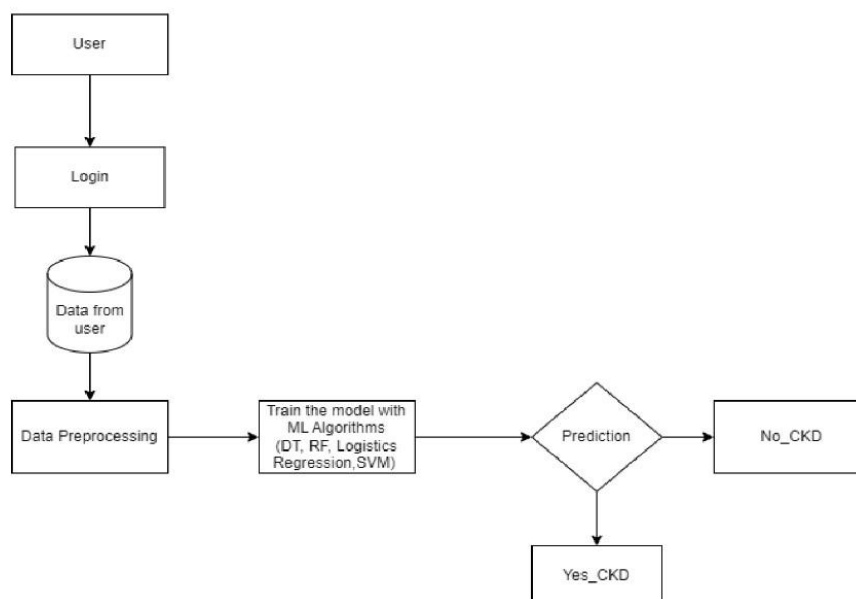 User
Login
Data from
user
Data Preprocessing
Train the model with
ML Algorithms
(DT, RF, Logistics
Regression,SVM)
Prediction
No_CKD
Yes_CKD